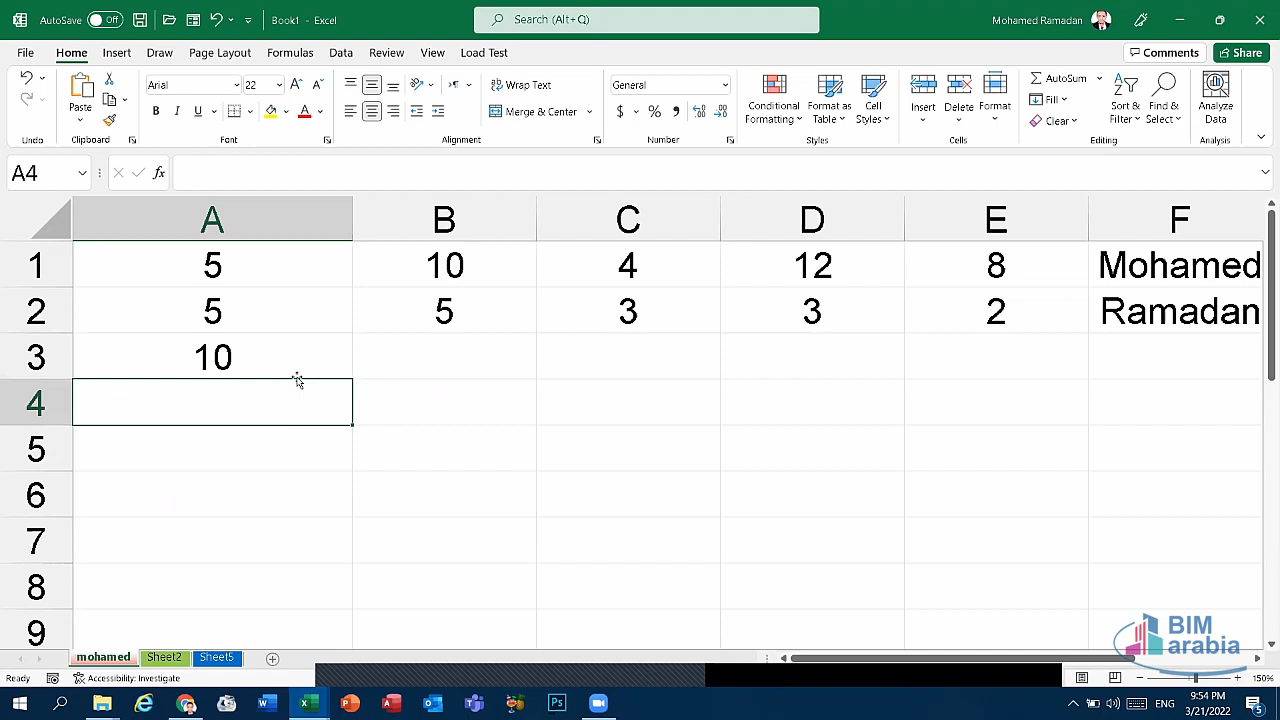 AutoSave Off Book1 - Excel Search (Alt+Q) Mohamed Ramadan
File Home Insert Draw Page Layout Formulas Data Review View Load Test Comments Share
Arial 22 Wrap Text General AutoSum
Paste Conditional Format as Cell Insert Delete Format Fill Sort & Find & Analyze
B I U Merge & Center $ % Formatting Table Styles Clear Filter Select Data
Undo Clipboard Font Alignment Number Styles Cells Editing Analysis
A4 fx
A B C D E F
1 5 10 4 12 8 Mohamed
2 5 5 3 3 2 Ramadan
3 10
4
5
6
7
8
9
BIM
arabia
mohamed Sheet2 Sheet5
Ready Accessibility: Investigate 150%
ENG 9:54 PM
3/21/2022